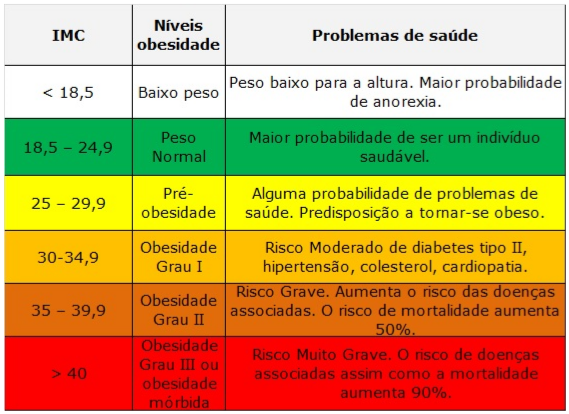 IMC
Níveis
obesidade
Problemas de saúde
< 18,5
Baixo peso
Peso baixo para a altura. Maior probabilidade
de anorexia.
18,5 – 24,9
Peso
Normal
Maior probabilidade de ser um indivíduo
saudável.
25 – 29,9
Pré-
obesidade
Alguma probabilidade de problemas de
saúde. Predisposição a tornar-se obeso.
30-34,9
Obesidade
Grau I
Risco Moderado de diabetes tipo II,
hipertensão, colesterol, cardiopatia.
35 – 39,9
Obesidade
Grau II
Risco Grave. Aumenta o risco das doenças
associadas. O risco de mortalidade aumenta
50%.
> 40
Obesidade
Grau III ou
obesidade
mórbida
Risco Muito Grave. O risco de doenças
associadas assim como a mortalidade
aumenta 90%.